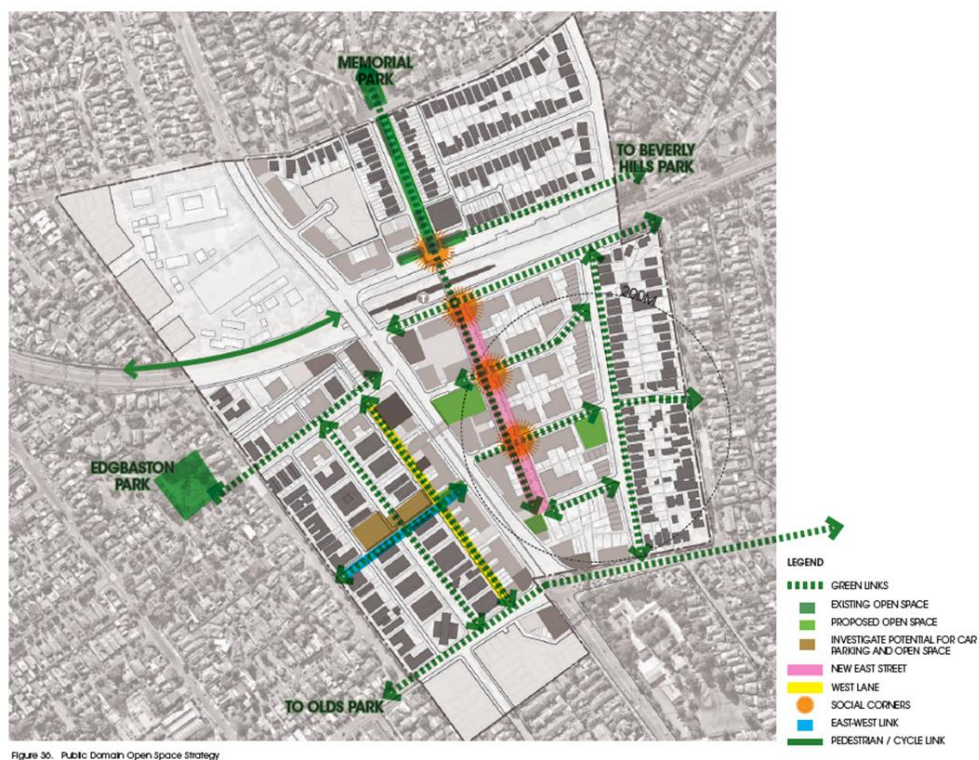 MEMORIAL
PARK
TO BEVERLY
HILLS PARK
200M
T
EDGBASTON
PARK
TO OLDS PARK
LEGEND
GREEN LINKS
EXISTING OPEN SPACE
PROPOSED OPEN SPACE
INVESTIGATE POTENTIAL FOR CAR
PARKING AND OPEN SPACE
NEW EAST STREET
WEST LANE
SOCIAL CORNERS
EAST-WEST LINK
PEDESTRIAN / CYCLE LINK
Figure 36. Public Domain Open Space Strategy